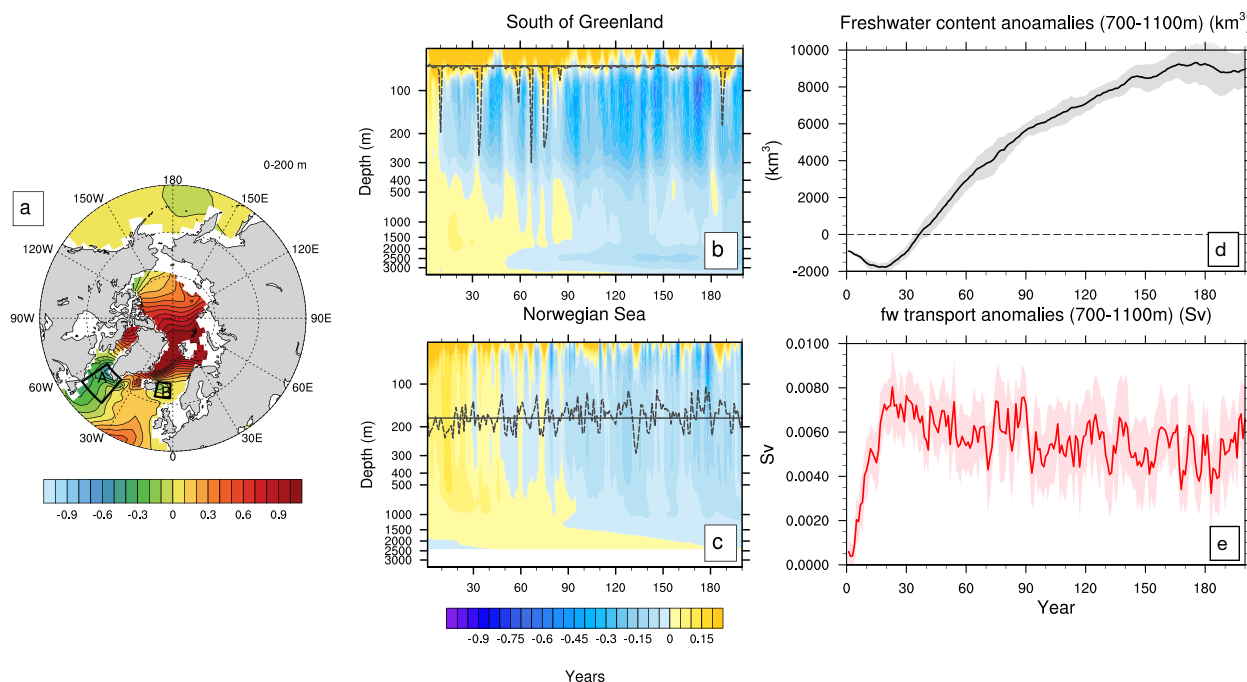 0-200 m
a
180
150W
150E
120W
120E
90W
90E
60W
60E
30W
30E
0
A
B
-0.9 -0.6 -0.3 0 0.3 0.6 0.9
South of Greenland
Depth (m)
100
200
300
400
500
1000
1500
2000
2500
3000
b
30 60 90 120 150 180
Norwegian Sea
Depth (m)
100
200
300
400
500
1000
1500
2000
2500
3000
c
30 60 90 120 150 180
-0.9 -0.75 -0.6 -0.45 -0.3 -0.15 0 0.15
Years
Freshwater content anoamalies (700-1100m) (km3)
(km3)
10000
8000
6000
4000
2000
0
-2000
d
0 30 60 90 120 150 180
fw transport anomalies (700-1100m) (Sv)
Sv
0.0100
0.0080
0.0060
0.0040
0.0020
0.0000
e
0 30 60 90 120 150 180
Year